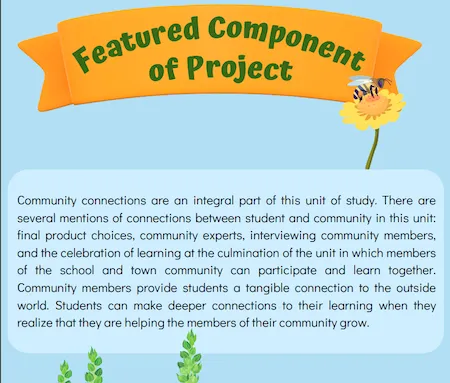 Featured Component
of Project
Community connections are an integral part of this unit of study. There are
several mentions of connections between student and community in this unit:
final product choices, community experts, interviewing community members,
and the celebration of learning at the culmination of the unit in which members
of the school and town community can participate and learn together.
Community members provide students a tangible connection to the outside
world. Students can make deeper connections to their learning when they
realize that they are helping the members of their community grow.